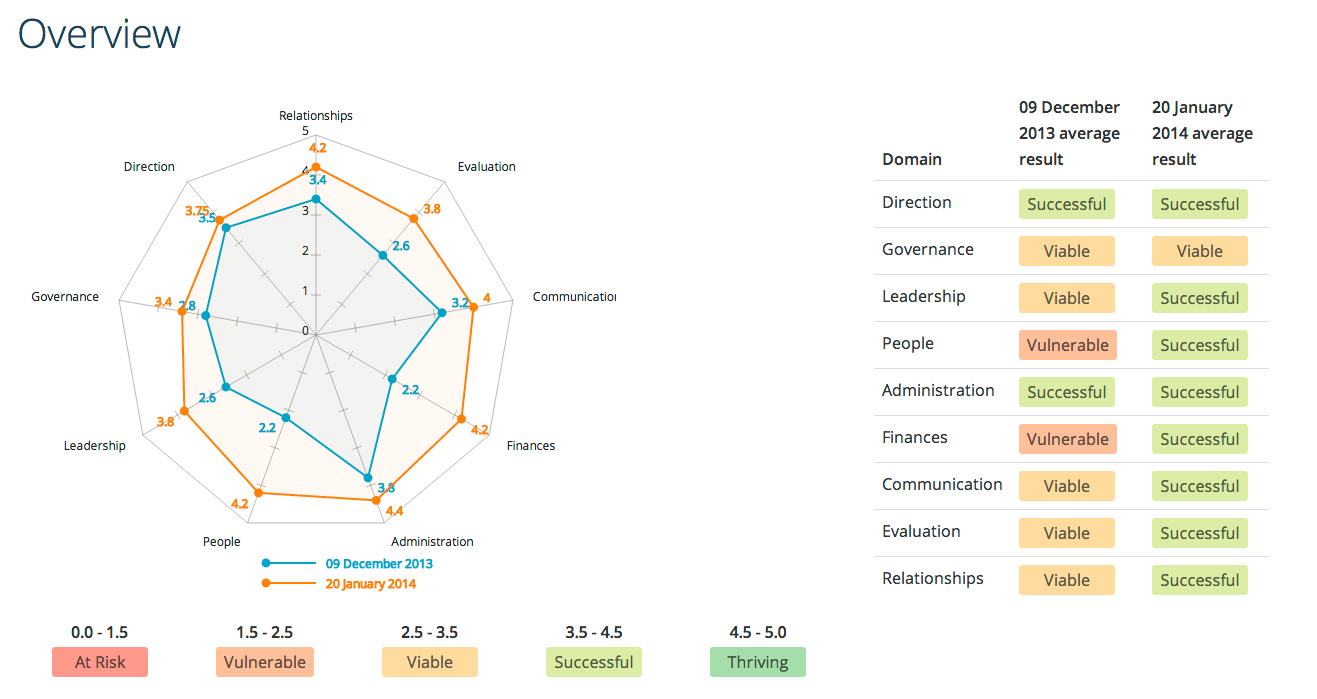 Overview
Relationships
5
4.2
4
3.4
3
2
1
0
Direction
Evaluation
3.75
3.5
3.8
2.6
Governance
3.4
2.8
3.2
4
Communication
2.6
3.8
Leadership
2.2
4.2
Finances
2.2
4.2
People
3.8
4.4
Administration
09 December 2013
20 January 2014
0.0 - 1.5
1.5 - 2.5
2.5 - 3.5
3.5 - 4.5
4.5 - 5.0
At Risk
Vulnerable
Viable
Successful
Thriving
Domain
09 December
2013 average
result
20 January
2014 average
result
Direction Successful Successful
Governance Viable Viable
Leadership Viable Successful
People Vulnerable Successful
Administration Successful Successful
Finances Vulnerable Successful
Communication Viable Successful
Evaluation Viable Successful
Relationships Viable Successful